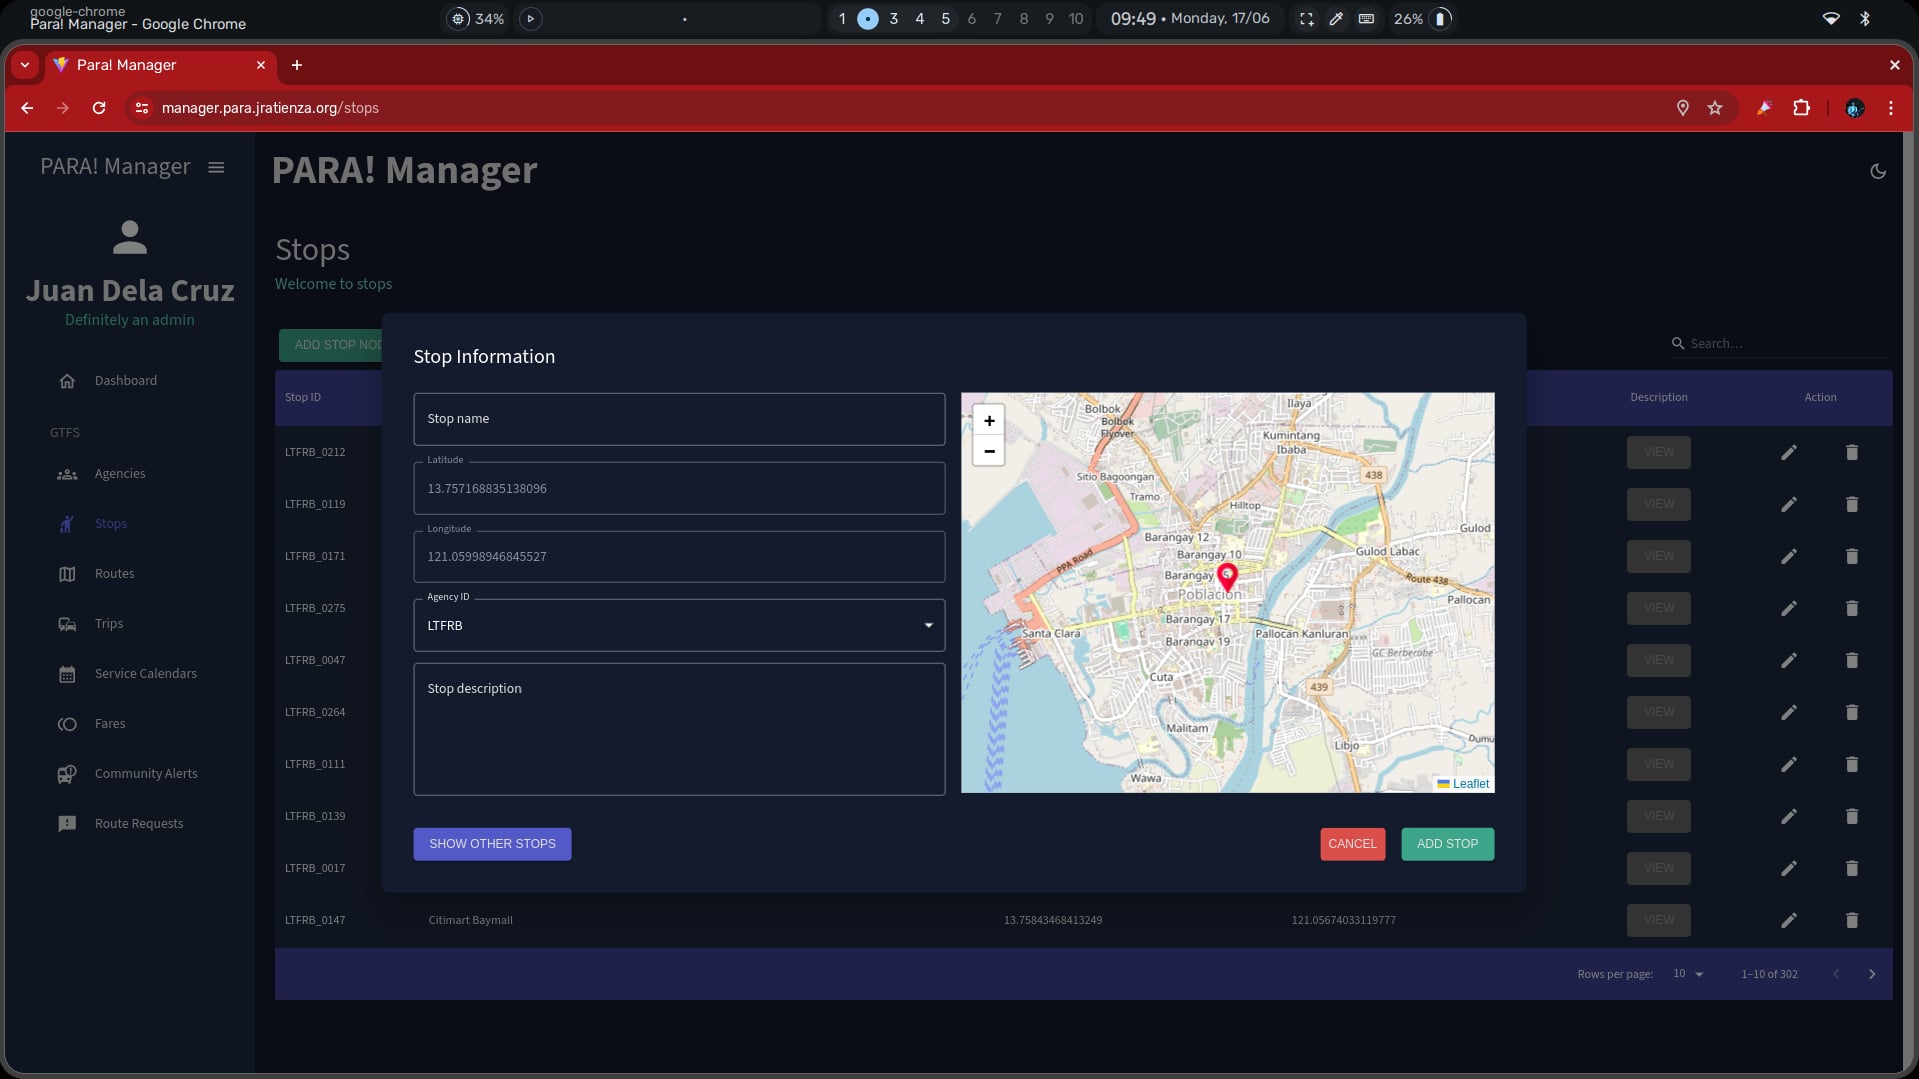 google-chrome
Para! Manager - Google Chrome
34%
1 3 4 5 6 7 8 9 10
09:49 • Monday, 17/06
26%
Para! Manager
manager.para.jratienza.org/stops
PARA! Manager
Juan Dela Cruz
Definitely an admin
Dashboard
GTFS
Agencies
Stops
Routes
Trips
Service Calendars
Fares
Community Alerts
Route Requests
PARA! Manager
Stops
Welcome to stops
ADD STOP NOD
Search…
Stop ID
Description
Action
LTFRB_0212
VIEW
LTFRB_0119
VIEW
LTFRB_0171
VIEW
LTFRB_0275
VIEW
LTFRB_0047
VIEW
LTFRB_0264
VIEW
LTFRB_0111
VIEW
LTFRB_0139
VIEW
LTFRB_0017
VIEW
LTFRB_0147
Citimart Baymall
13.75843468413249
121.05674033119777
VIEW
Rows per page:
10
1–10 of 302
Stop Information
Stop name
Latitude
13.757168835138096
Longitude
121.05998946845527
Agency ID
LTFRB
Stop description
SHOW OTHER STOPS
CANCEL
ADD STOP
+
−
Ilaya
Bolbok
Bolbok
Flyover
Kumintang
Ibaba
438
Sitio Bagoongan
Tramo
Hilltop
Gulod
Barangay 12
Gulod Labac
Barangay 10
PPA Road
Barangay
Route 438
Poblacion
Pallocan
Barangay 17
Santa Clara
Pallocan Kanluran
Barangay 19
GC Berberabe
Cuta
439
Malitam
Libjo
Dumu
Wawa
Leaflet